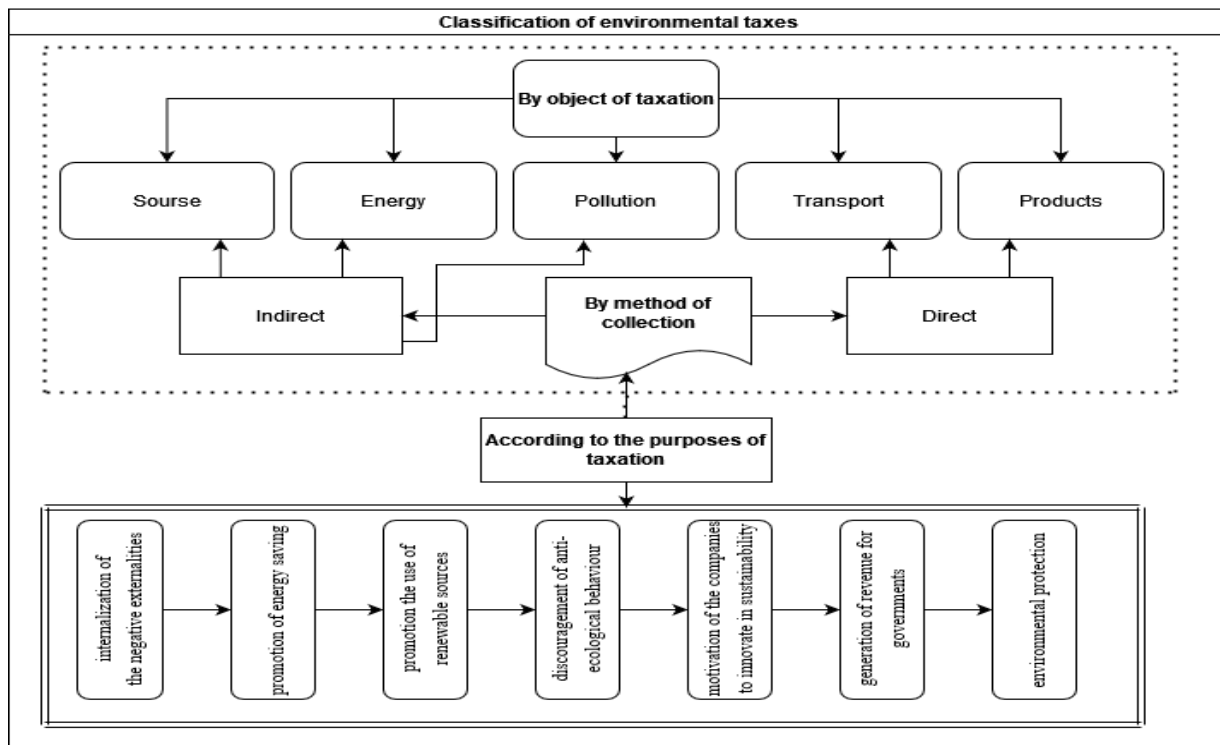 Classification of environmental taxes
By object of taxation
Sourse
Energy
Pollution
Transport
Products
Indirect
By method of
collection
Direct
According to the purposes of
taxation
internalization of
the negative externalities
promotion of energy saving
promotion the use of
renewable sources
discouragement of anti-
ecological behaviour
motivation of the companies
to innovate in sustainability
generation of revenue for
governments
environmental protection